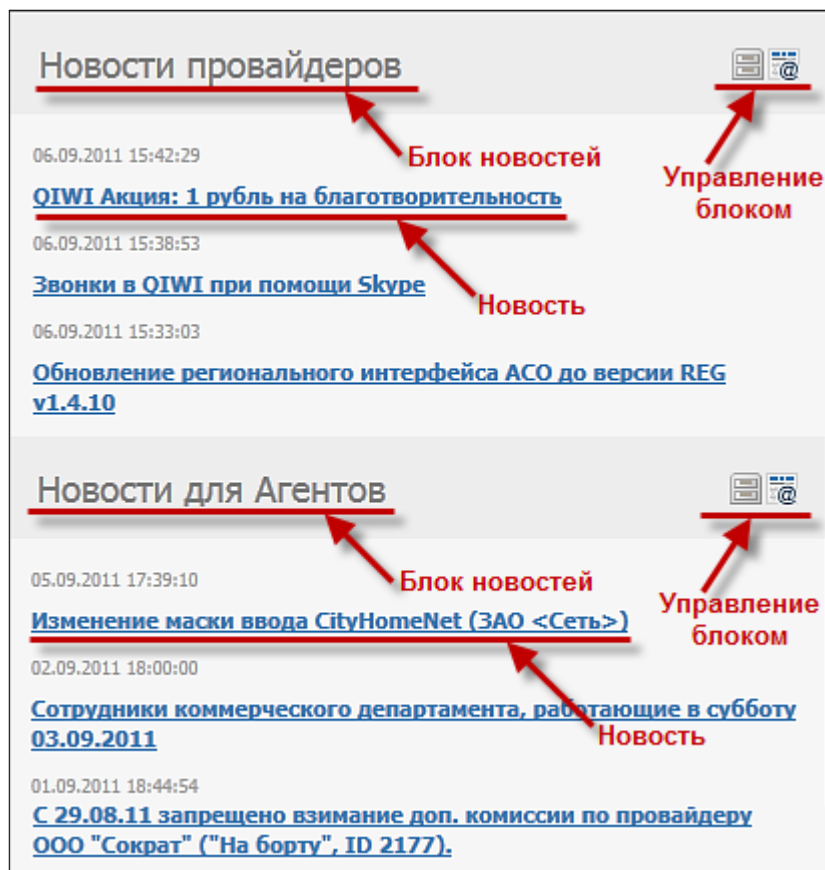 Новости провайдеров
06.09.2011 15:42:29
Блок новостей
Управление
блоком
QIWI Акция: 1 рубль на благотворительность
06.09.2011 15:38:53
Звонки в QIWI при помощи Skype
Новость
06.09.2011 15:33:03
Обновление регионального интерфейса АСО до версии REG
v1.4.10
Новости для Агентов
05.09.2011 17:39:10
Блок новостей
Управление
блоком
Изменение маски ввода CityHomeNet (ЗАО <Сеть>)
02.09.2011 18:00:00
Сотрудники коммерческого департамента, работающие в субботу
03.09.2011
Новость
01.09.2011 18:44:54
С 29.08.11 запрещено взимание доп. комиссии по провайдеру
ООО "Сократ" ("На борту", ID 2177).